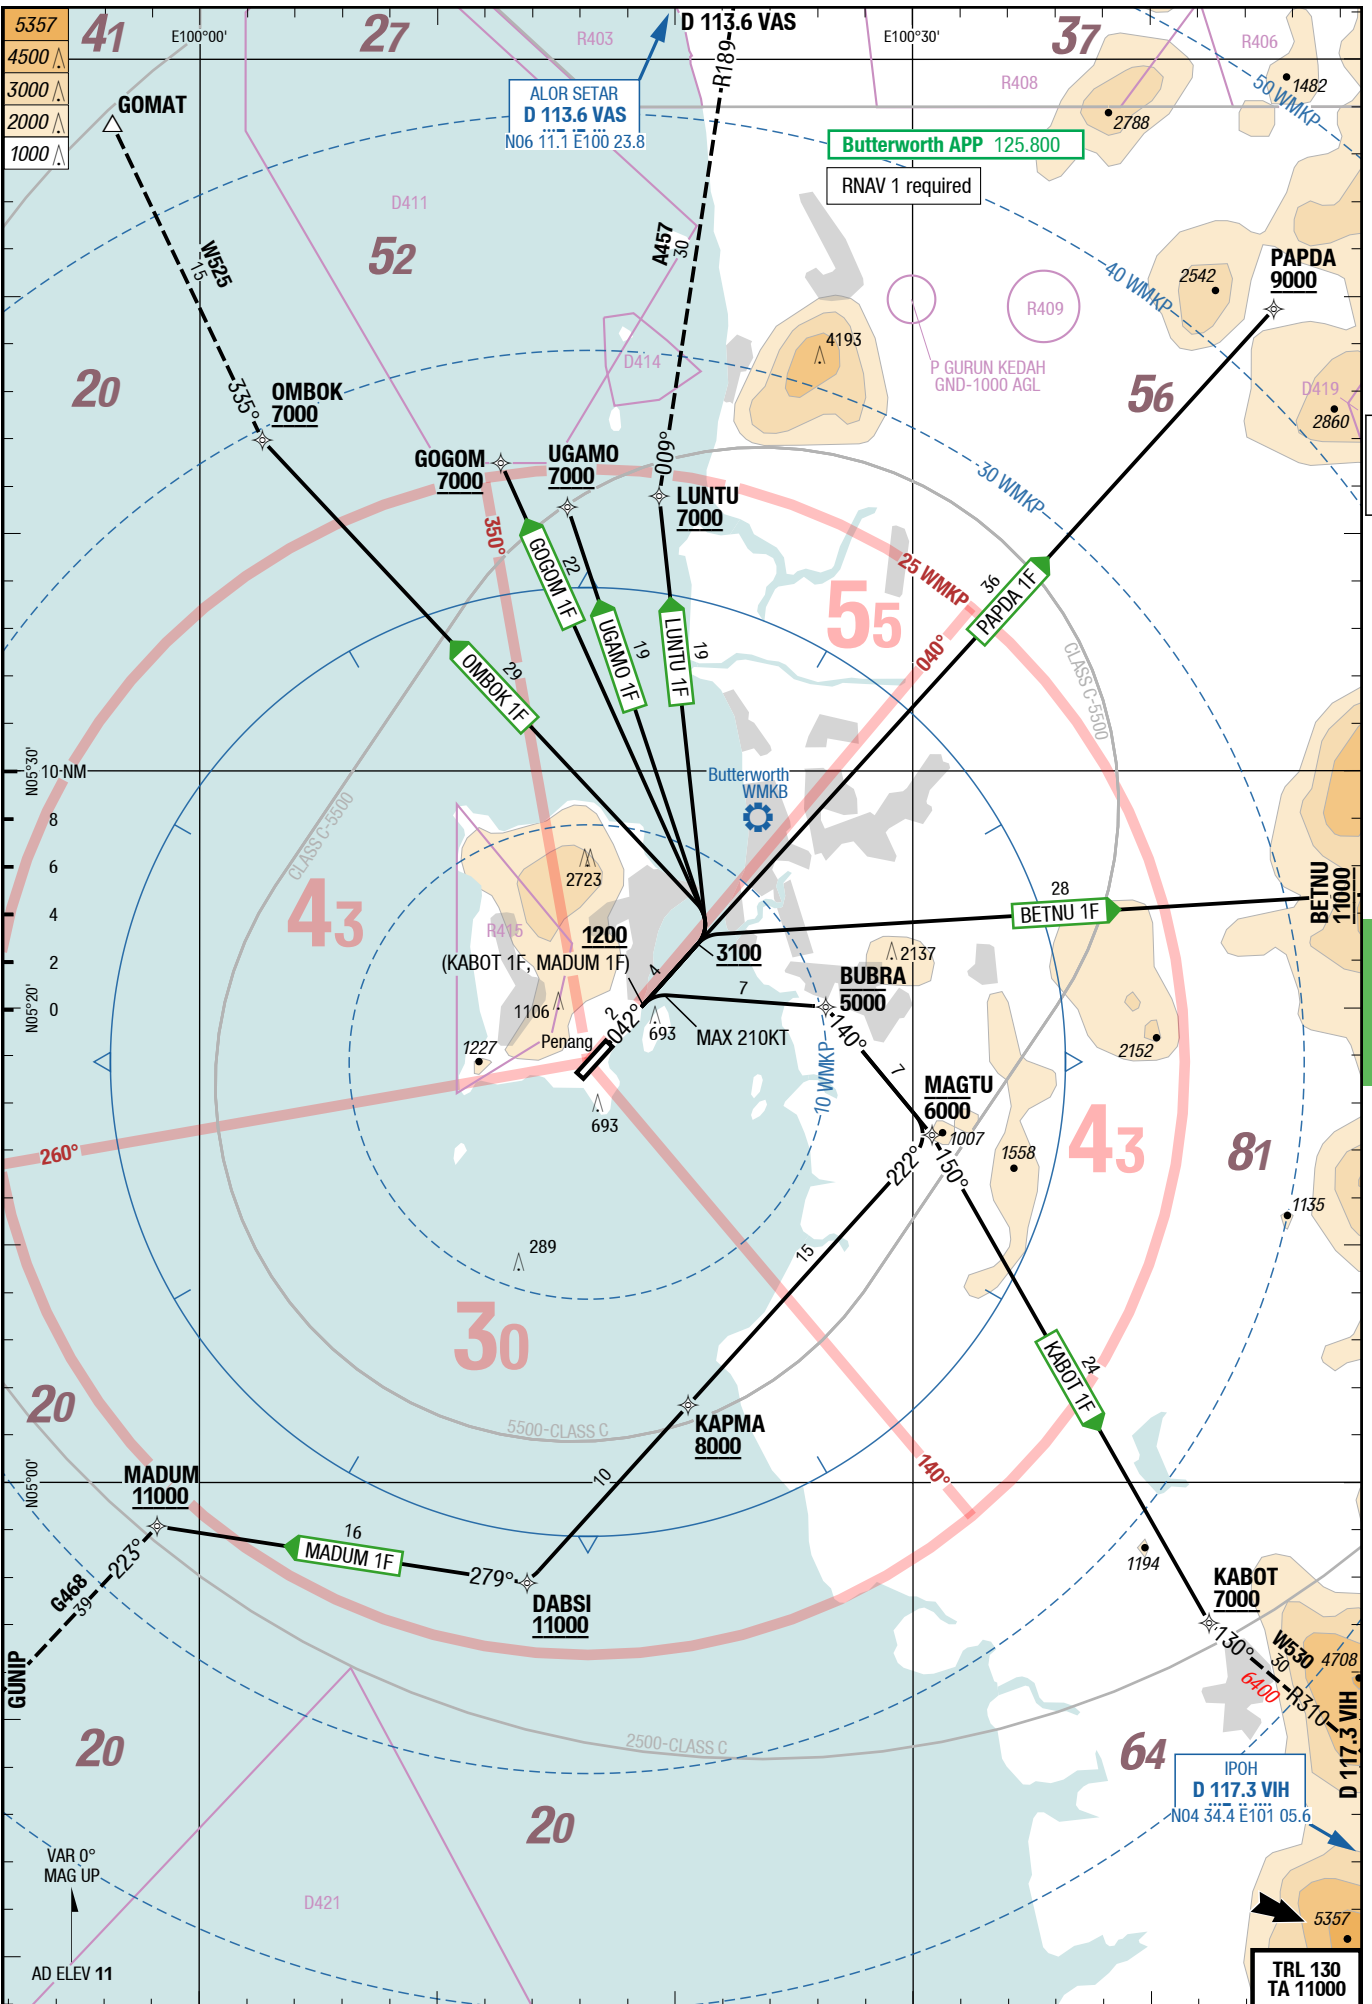 5357
4500
3000
2000
1000
41
E100°00'
27
R403
D 113.6 VAS
R189
E100°30'
37
R406
R408
1482
50 WMKP
2788
GOMAT
ALOR SETAR
D 113.6 VAS
N06 11.1 E100 23.8
Butterworth APP 125.800
RNAV 1 required
D411
52
W525
15
A457
30
PAPDA
9000
2542
40 WMKP
R409
P GURUN KEDAH
GND-1000 AGL
4193
D414
D419
2860
56
20
335°
OMBOK
7000
GOGOM
7000
UGAMO
7000
009°
LUNTU
7000
30 WMKP
350°
GOGOM 1F
22
UGAMO 1F
19
LUNTU 1F
19
25 WMKP
55
36
PAPDA 1F
040°
CLASS C-5500
OMBOK 1F
29
N05°30'
10 NM
8
6
4
2
0
N05°20'
Butterworth
WMKB
CLASS C-5500
43
2723
R415
1200
(KABOT 1F, MADUM 1F)
4
3100
28
BETNU 1F
BETNU
11000
2137
BUBRA
5000
7
1106
2
042°
693
MAX 210KT
Penang
1227
693
140°
2152
10 WMKP
7
MAGTU
6000
1007
43
81
260°
222°
150°
1558
1135
289
15
30
24
KABOT 1F
20
5500-CLASS C
KAPMA
8000
140°
N05°00'
MADUM
11000
10
16
MADUM 1F
279°
DABSI
11000
223°
G468
39
GUNIP
1194
KABOT
7000
130°
W530
30
6400
R310
4708
D 117.3 VIH
20
2500-CLASS C
64
IPOH
D 117.3 VIH
N04 34.4 E101 05.6
20
VAR 0°
MAG UP
D421
5357
AD ELEV 11
TRL 130
TA 11000